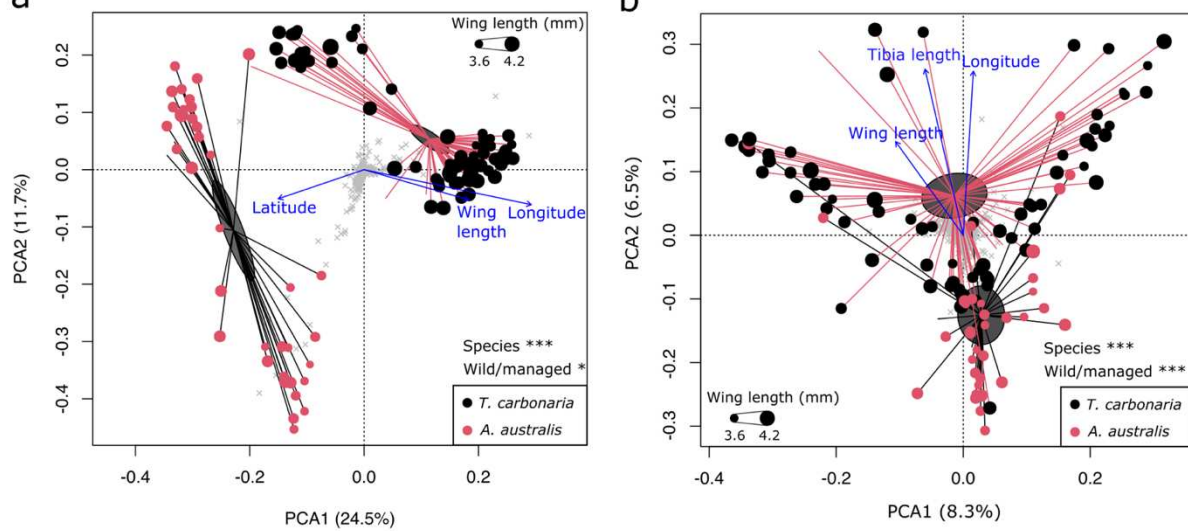 a
Wing length (mm)
3.6 4.2
Latitude
Wing
length
Longitude
Species ***
Wild/managed *
T. carbonaria
A. australis
PCA2 (11.7%)
0.2
0.1
0.0
-0.1
-0.2
-0.3
-0.4
-0.4 -0.2 0.0 0.2
PCA1 (24.5%)
b
Tibia length
Longitude
Wing length
Species ***
Wild/managed ***
Wing length (mm)
3.6 4.2
T. carbonaria
A. australis
PCA2 (6.5%)
0.3
0.2
0.1
0.0
-0.1
-0.2
-0.3
-0.4 -0.2 0.0 0.2
PCA1 (8.3%)